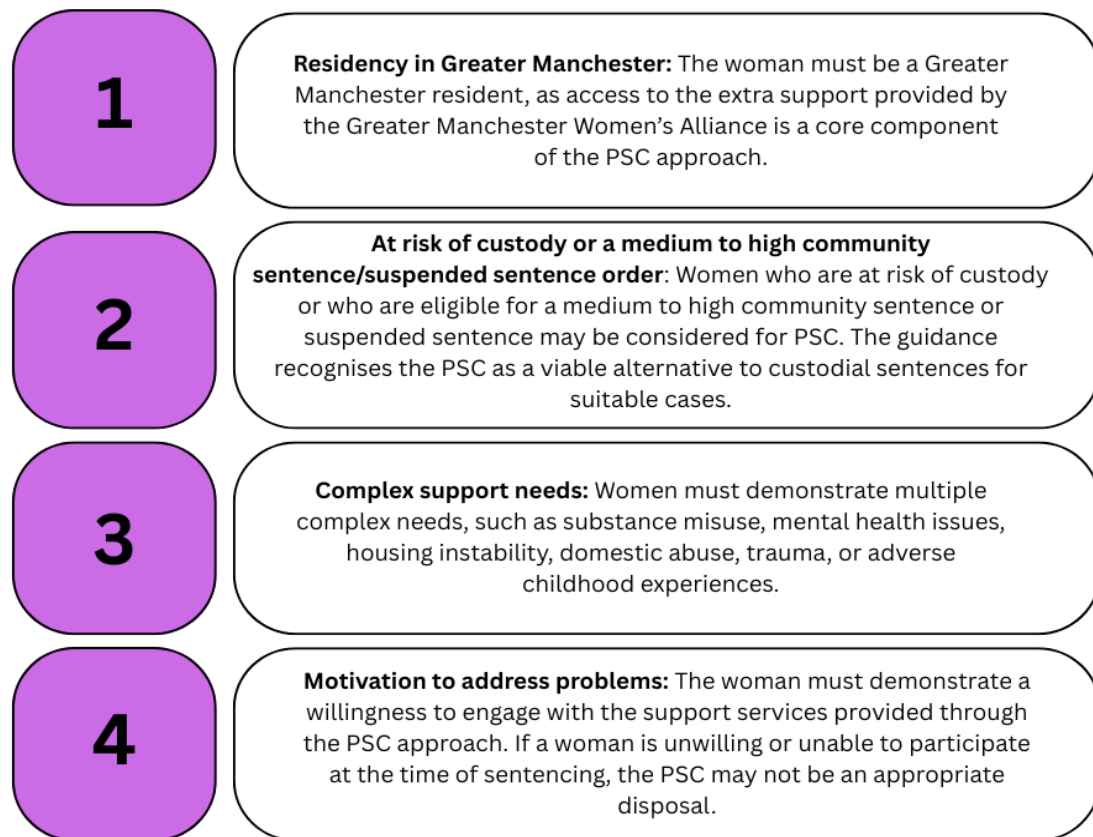 1
Residency in Greater Manchester: The woman must be a Greater
Manchester resident, as access to the extra support provided by
the Greater Manchester Women’s Alliance is a core component
of the PSC approach.
2
At risk of custody or a medium to high community
sentence/suspended sentence order: Women who are at risk of custody
or who are eligible for a medium to high community sentence or
suspended sentence may be considered for PSC. The guidance
recognises the PSC as a viable alternative to custodial sentences for
suitable cases.
3
Complex support needs: Women must demonstrate multiple
complex needs, such as substance misuse, mental health issues,
housing instability, domestic abuse, trauma, or adverse
childhood experiences.
4
Motivation to address problems: The woman must demonstrate a
willingness to engage with the support services provided through
the PSC approach. If a woman is unwilling or unable to participate
at the time of sentencing, the PSC may not be an appropriate
disposal.